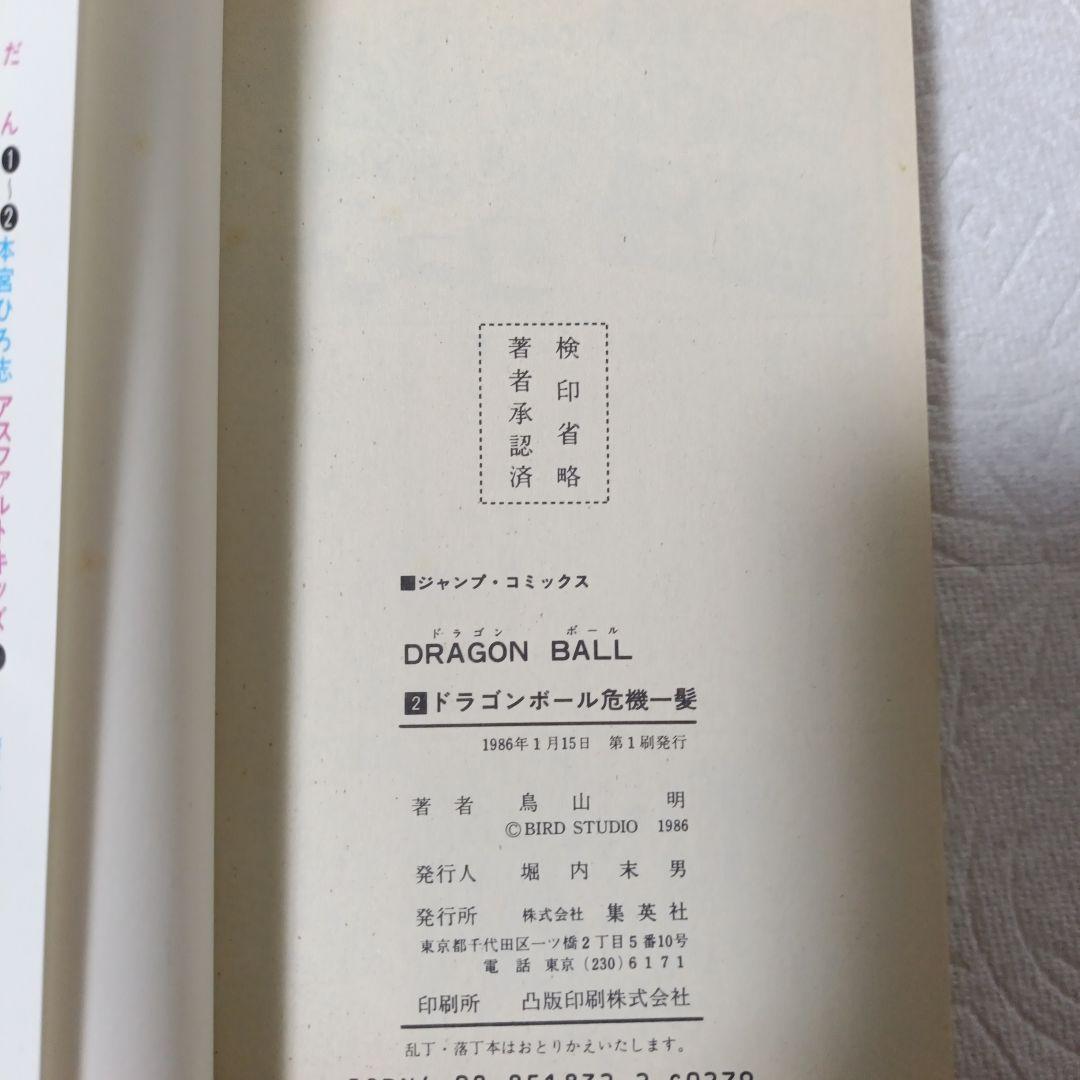 検印省略
著者承認済
■ジャンプ・コミックス
ドラゴン ボール
DRAGON BALL
2 ドラゴンボール危機一髪
1986年1月15日 第1刷発行
著者 鳥山 明
©BIRD STUDIO 1986
発行人 堀内末男
発行所 株式会社 集英社
東京都千代田区一ツ橋2丁目5番10号
電話 東京(230)6171
印刷所 凸版印刷株式会社
乱丁・落丁本はおとりかえいたします。
だん❶〜❷本宮ひろ志 アスファルトキッズ